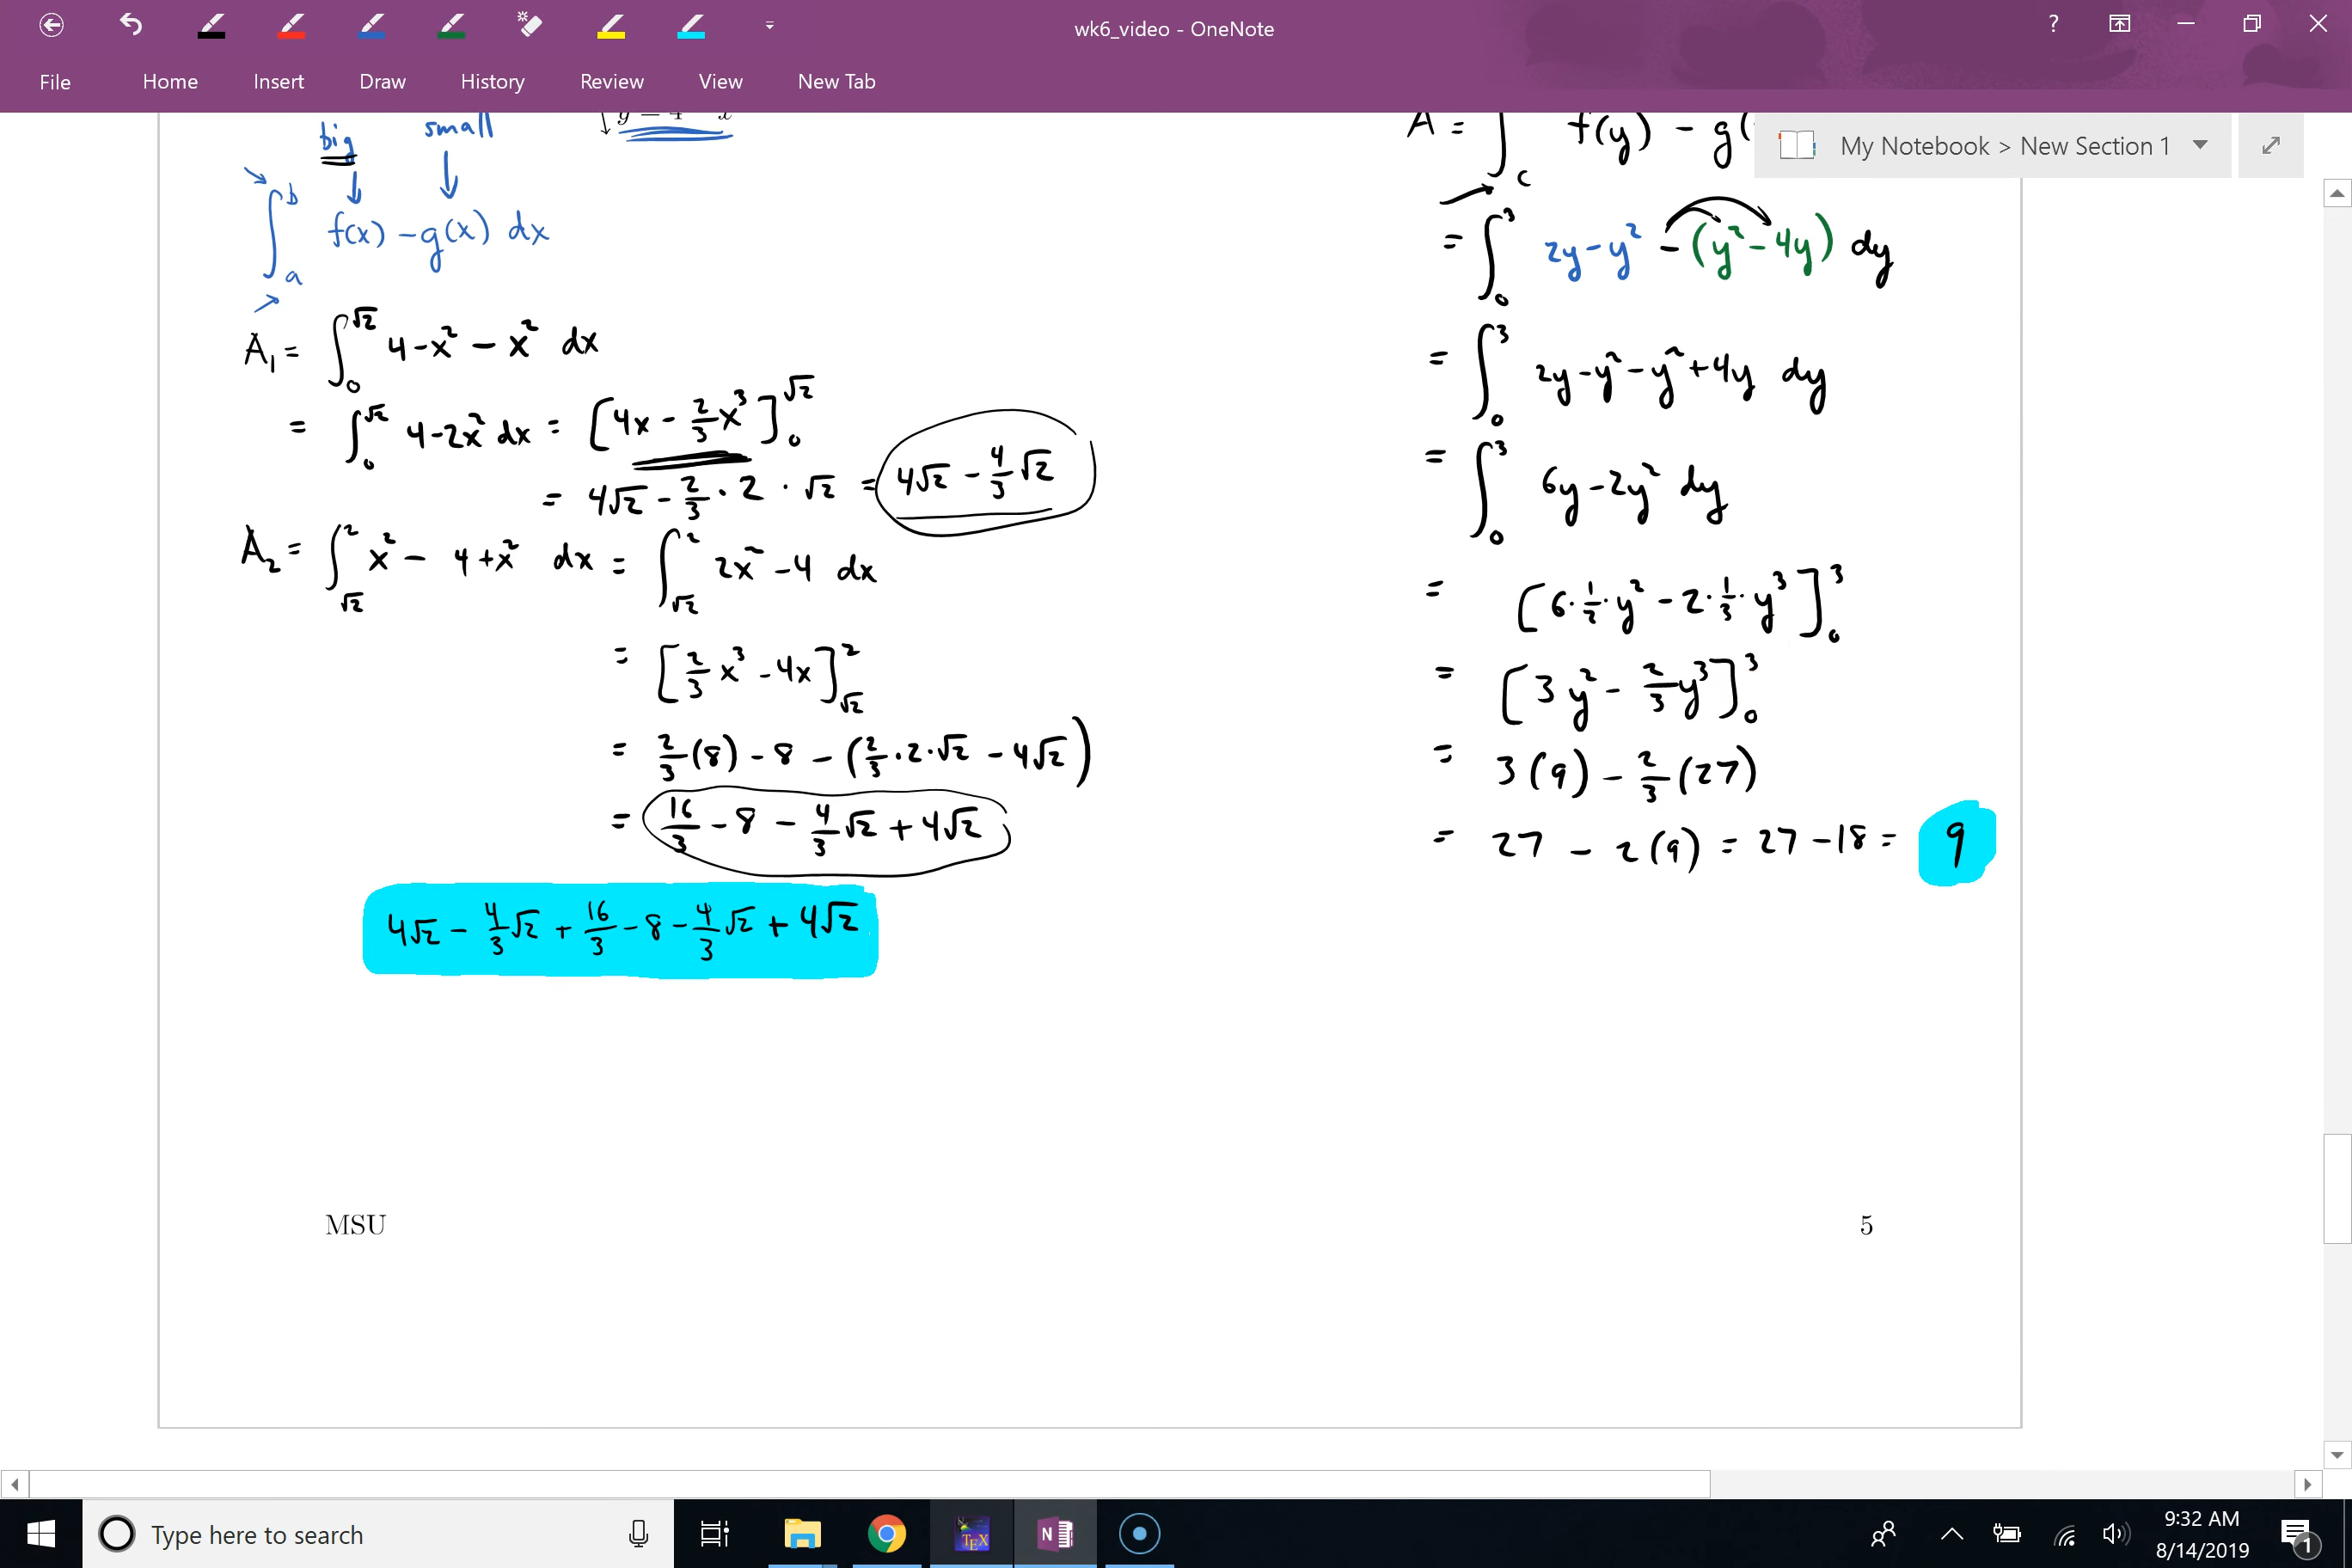 wk6_video - OneNote
?
File Home Insert Draw History Review View New Tab
My Notebook > New Section 1
big small
∫_a^b f(x) - g(x) dx
A₁ = ∫_0^√2 4 - x² - x² dx
= ∫_0^√2 4 - 2x² dx = [4x - 2/3 x³]_0^√2
= 4√2 - 2/3 · 2 · √2 = 4√2 - 4/3 √2
A₂ = ∫_√2^2 x² - 4 + x² dx = ∫_√2^2 2x² - 4 dx
= [2/3 x³ - 4x]_√2^2
= 2/3 (8) - 8 - (2/3 · 2 · √2 - 4√2)
= 16/3 - 8 - 4/3 √2 + 4√2
4√2 - 4/3 √2 + 16/3 - 8 - 4/3 √2 + 4√2
A = ∫_c f(y) - g(
= ∫_0^3 2y - y² - (y² - 4y) dy
= ∫_0^3 2y - y² - y² + 4y dy
= ∫_0^3 6y - 2y² dy
= [6 · 1/2 · y² - 2 · 1/3 · y³]_0^3
= [3y² - 2/3 y³]_0^3
= 3(9) - 2/3 (27)
= 27 - 2(9) = 27 - 18 = 9
MSU 5
Type here to search
TEX
N
9:32 AM
8/14/2019
1